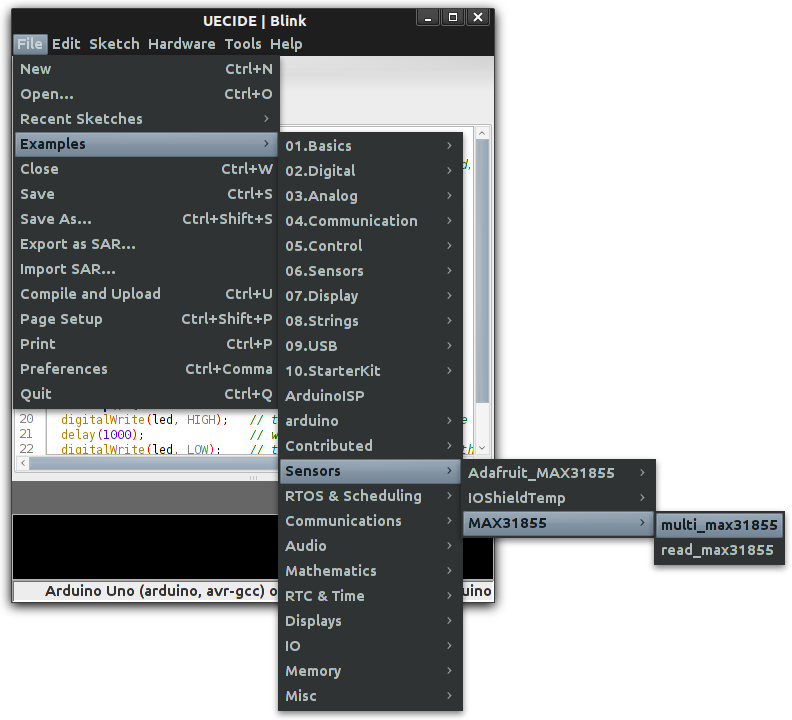 UECIDE | Blink
File Edit Sketch Hardware Tools Help
New Ctrl+N
Open... Ctrl+O
Recent Sketches
Examples
Close Ctrl+W
Save Ctrl+S
Save As... Ctrl+Shift+S
Export as SAR...
Import SAR...
Compile and Upload Ctrl+U
Page Setup Ctrl+Shift+P
Print Ctrl+P
Preferences Ctrl+Comma
Quit Ctrl+Q
01.Basics
02.Digital
03.Analog
04.Communication
05.Control
06.Sensors
07.Display
08.Strings
09.USB
10.StarterKit
ArduinoISP
arduino
Contributed
Sensors
RTOS & Scheduling
Communications
Audio
Mathematics
RTC & Time
Displays
IO
Memory
Misc
Adafruit_MAX31855
IOShieldTemp
MAX31855
multi_max31855
read_max31855
d,
20 digitalWrite(led, HIGH); // t e
21 delay(1000); // w
22 digitalWrite(led, LOW); // t th
Arduino Uno (arduino, avr-gcc) o uino